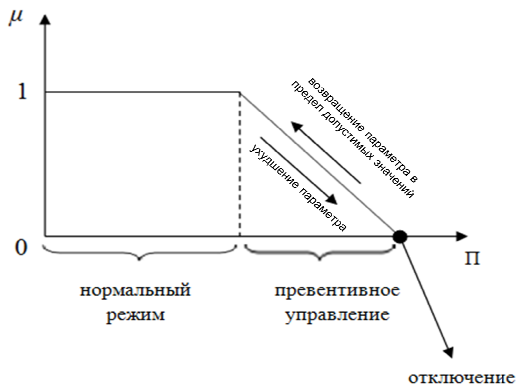 μ
1
возвращение параметра в
предел допустимых значений
ухудшение параметра
0
П
нормальный
режим
превентивное
управление
отключение